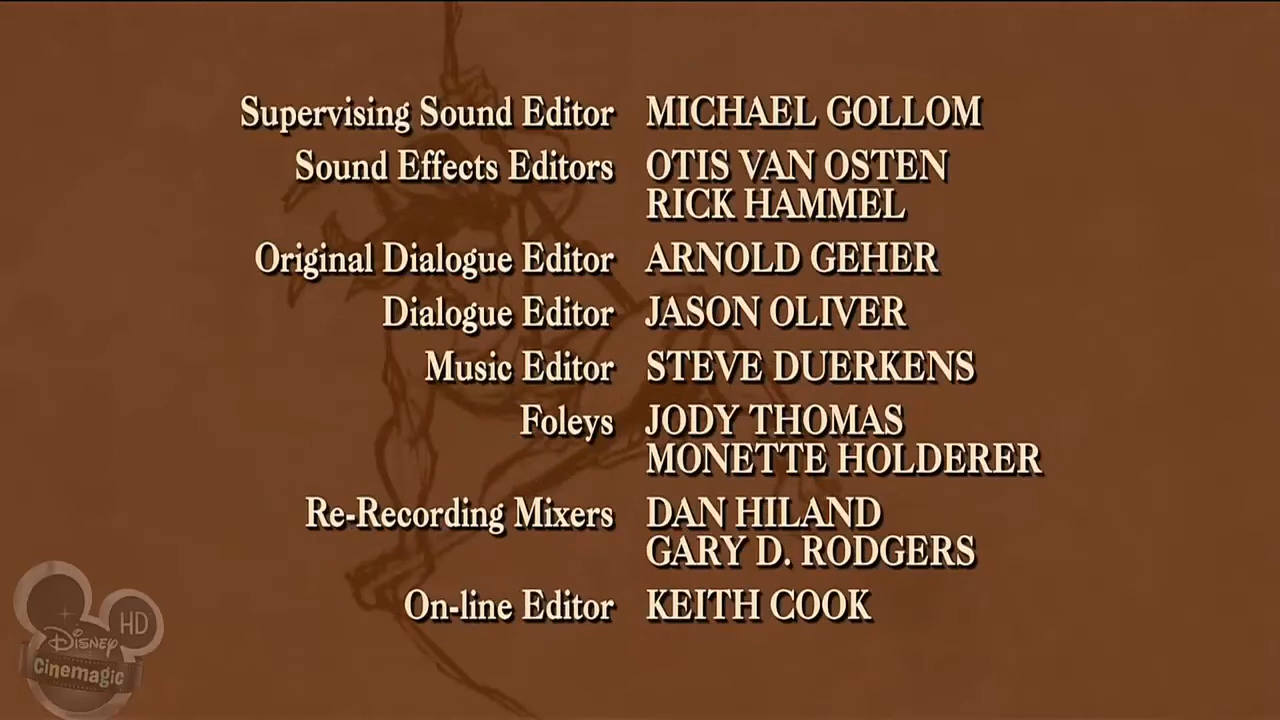 Supervising Sound Editor MICHAEL GOLLOM
Sound Effects Editors OTIS VAN OSTEN
RICK HAMMEL
Original Dialogue Editor ARNOLD GEHER
Dialogue Editor JASON OLIVER
Music Editor STEVE DUERKENS
Foleys JODY THOMAS
MONETTE HOLDERER
Re-Recording Mixers DAN HILAND
GARY D. RODGERS
On-line Editor KEITH COOK
HD
Disney
Cinemagic